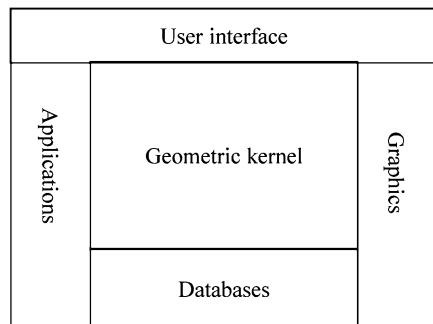 User interface
Applications
Geometric kernel
Graphics
Databases